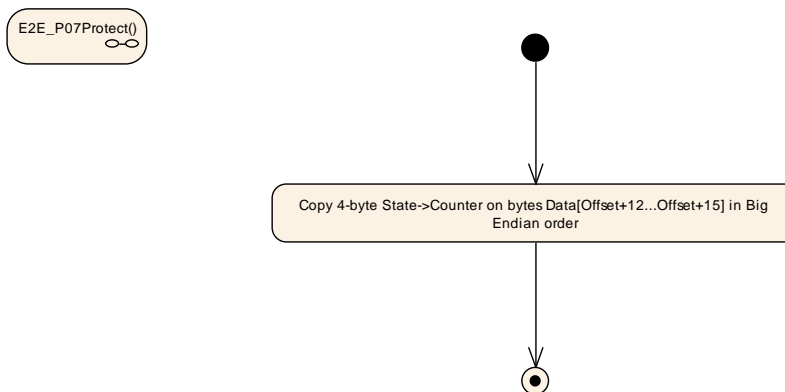 E2E_P07Protect()
Copy 4-byte State->Counter on bytes Data[Offset+12...Offset+15] in Big
Endian order